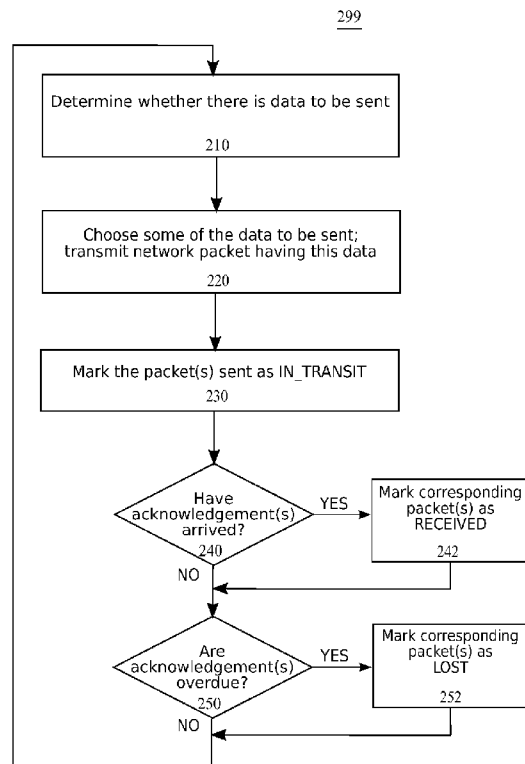 299
Determine whether there is data to be sent
210
Choose some of the data to be sent;
transmit network packet having this data
220
Mark the packet(s) sent as IN_TRANSIT
230
Have
acknowledgement(s)
arrived?
240
YES
Mark corresponding
packet(s) as
RECEIVED
242
NO
Are
acknowledgement(s)
overdue?
250
YES
Mark corresponding
packet(s) as
LOST
252
NO